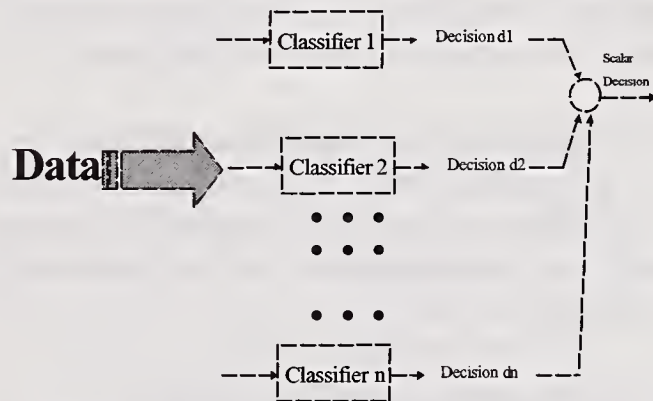 Classifier 1
Decision d1
Scalar
Decision
Data
Classifier 2
Decision d2
Classifier n
Decision dn